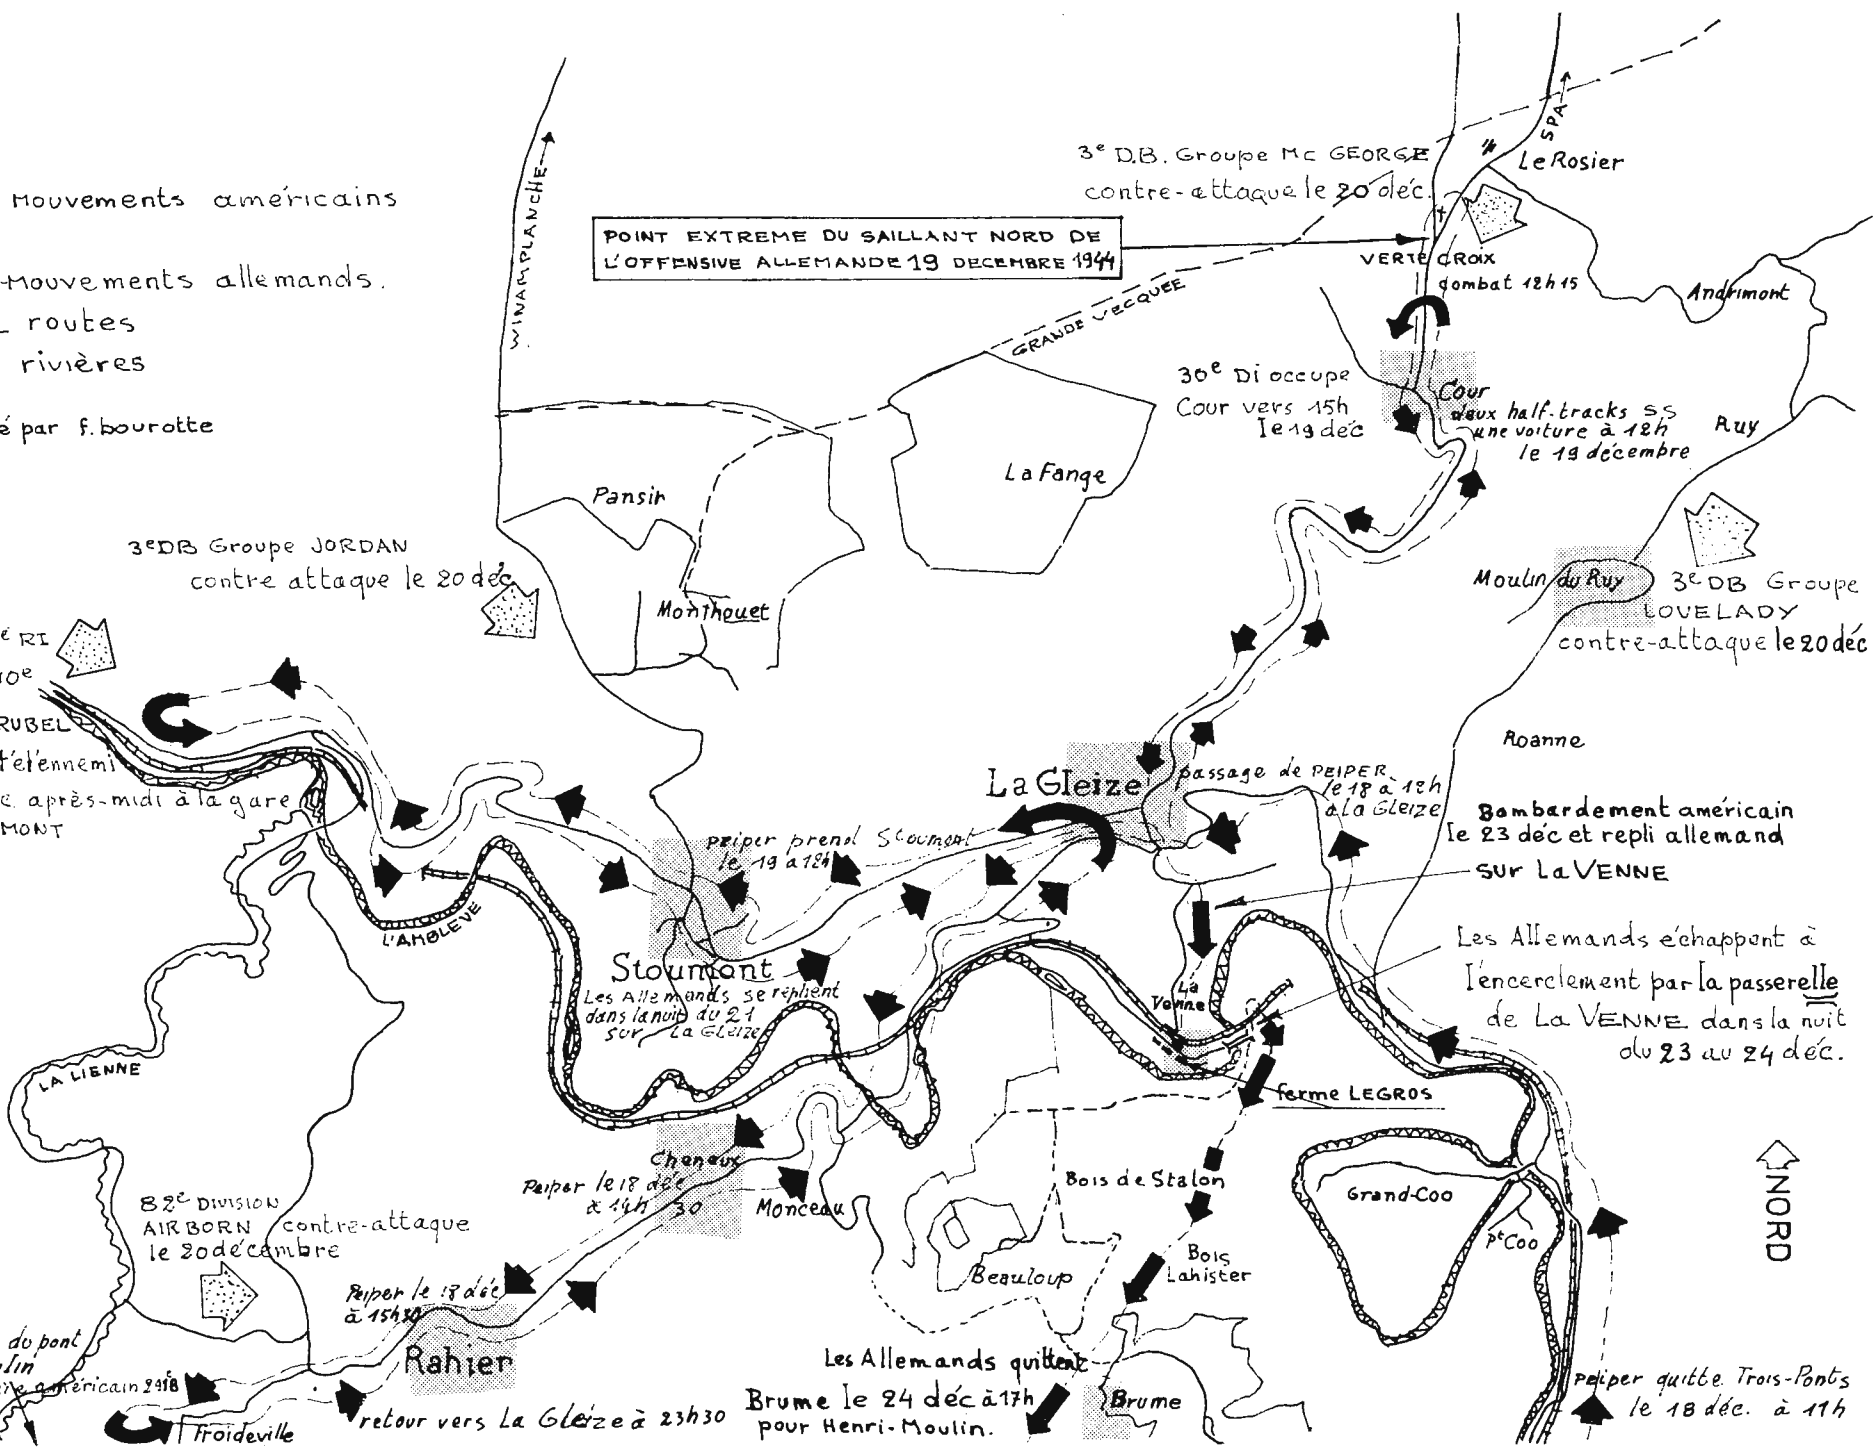 Mouvements américains
Mouvements allemands.
routes
rivières
par f. bourotte
WINAMPLANCHE
3e D.B. Groupe Mc GEORGE
contre-attaque le 20 déc.
SPA
Le Rosier
POINT EXTREME DU SAILLANT NORD DE
L'OFFENSIVE ALLEMANDE 19 DECEMBRE 1944
VERTE CROIX
combat 12h15
Andrimont
GRANDE VECQUEE
30e Di occupe
Cour vers 15h
le 19 déc
Cour
deux half-tracks SS
une voiture à 12h
le 19 décembre
Ruy
La Fange
Pansir
3e DB Groupe JORDAN
contre attaque le 20 déc
Monthouet
Moulin du Ruy
3e DB Groupe
LOVELADY
contre-attaque le 20 déc
RI
RUBEL
après-midi à la gare
MONT
Roanne
La Gleize
passage de PEIPER
le 18 à 12h
à La GLEIZE
Bombardement américain
le 23 déc et repli allemand
SUR La VENNE
Peiper prend Stoumont
le 19 à 12h
L'AMBLEVE
Stoumont
Les Allemands se replient
dans la nuit du 21
sur La GLEIZE
La
Venne
Les Allemands échappent à
l'encerclement par la passerelle
de La VENNE dans la nuit
du 23 au 24 déc.
LA LIENNE
ferme LEGROS
Cheneux
Peiper le 18 déc
à 14h 30
Monceau
Bois de Stalon
Grand-Coo
Pt Coo
NORD
82e DIVISION
AIRBORN contre-attaque
le 20 décembre
Bois
Lahister
Beauloup
Peiper le 18 déc
à 15h30
Rahier
du pont
américain 291e
Froideville
retour vers La Gleize à 23h30
Les Allemands quittent
Brume le 24 déc à 17h
pour Henri-Moulin.
Brume
Peiper quitte Trois-Ponts
le 18 déc. à 11h